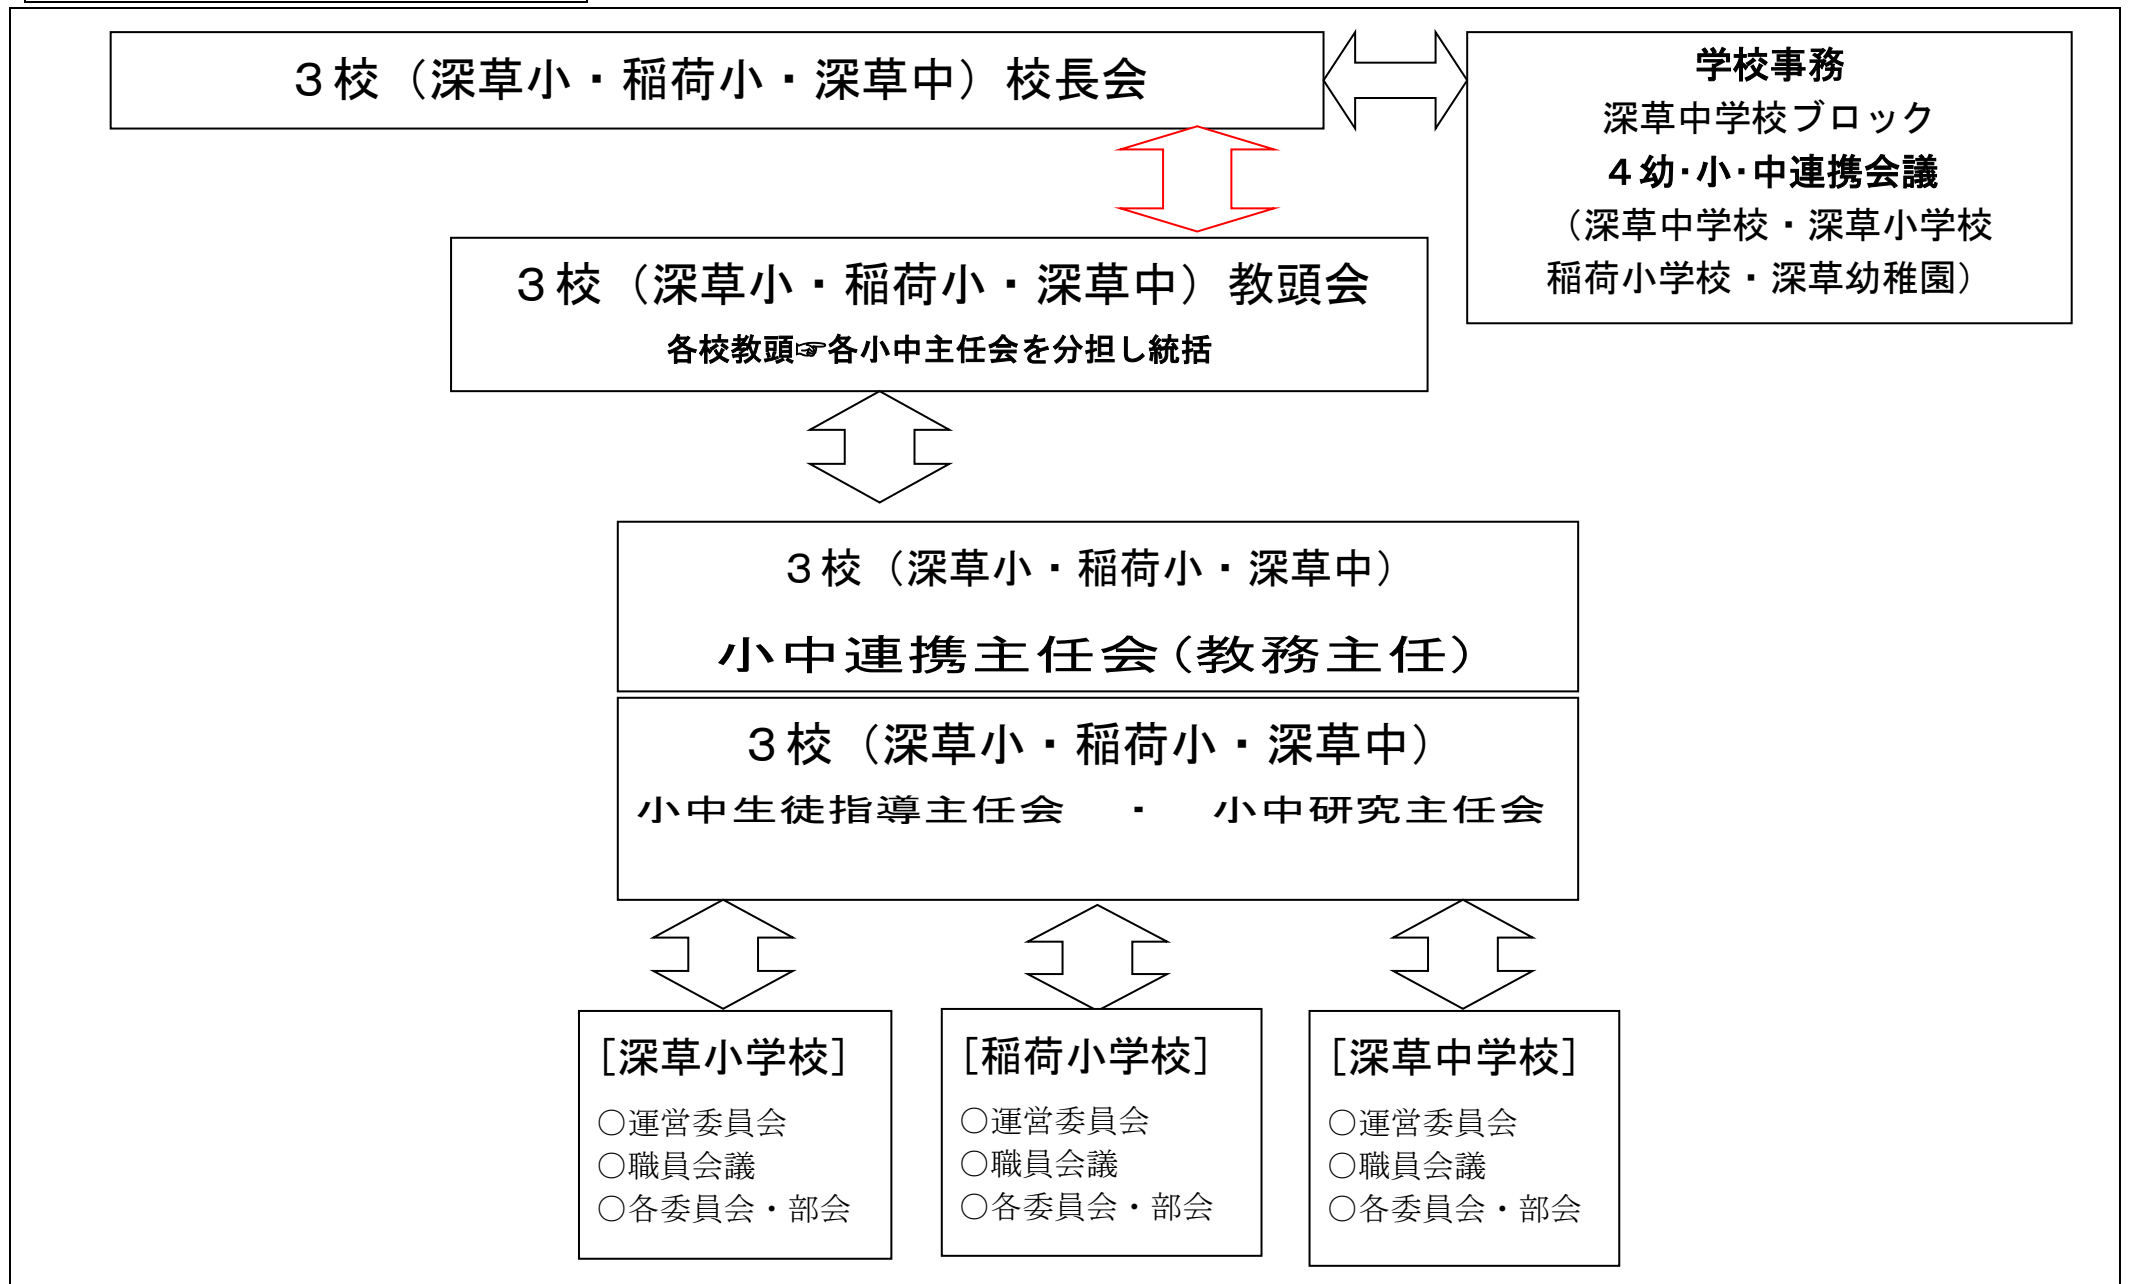 ３校（深草小・稲荷小・深草中）校長会
学校事務
深草中学校ブロック
４幼･小･中連携会議
（深草中学校・深草小学校
稲荷小学校・深草幼稚園）
３校（深草小・稲荷小・深草中）教頭会
各校教頭☞各小中主任会を分担し統括
３校（深草小・稲荷小・深草中）
小中連携主任会(教務主任)
３校（深草小・稲荷小・深草中）
小中生徒指導主任会　・　小中研究主任会
［深草小学校］
○運営委員会
○職員会議
○各委員会・部会
［稲荷小学校］
○運営委員会
○職員会議
○各委員会・部会
［深草中学校］
○運営委員会
○職員会議
○各委員会・部会